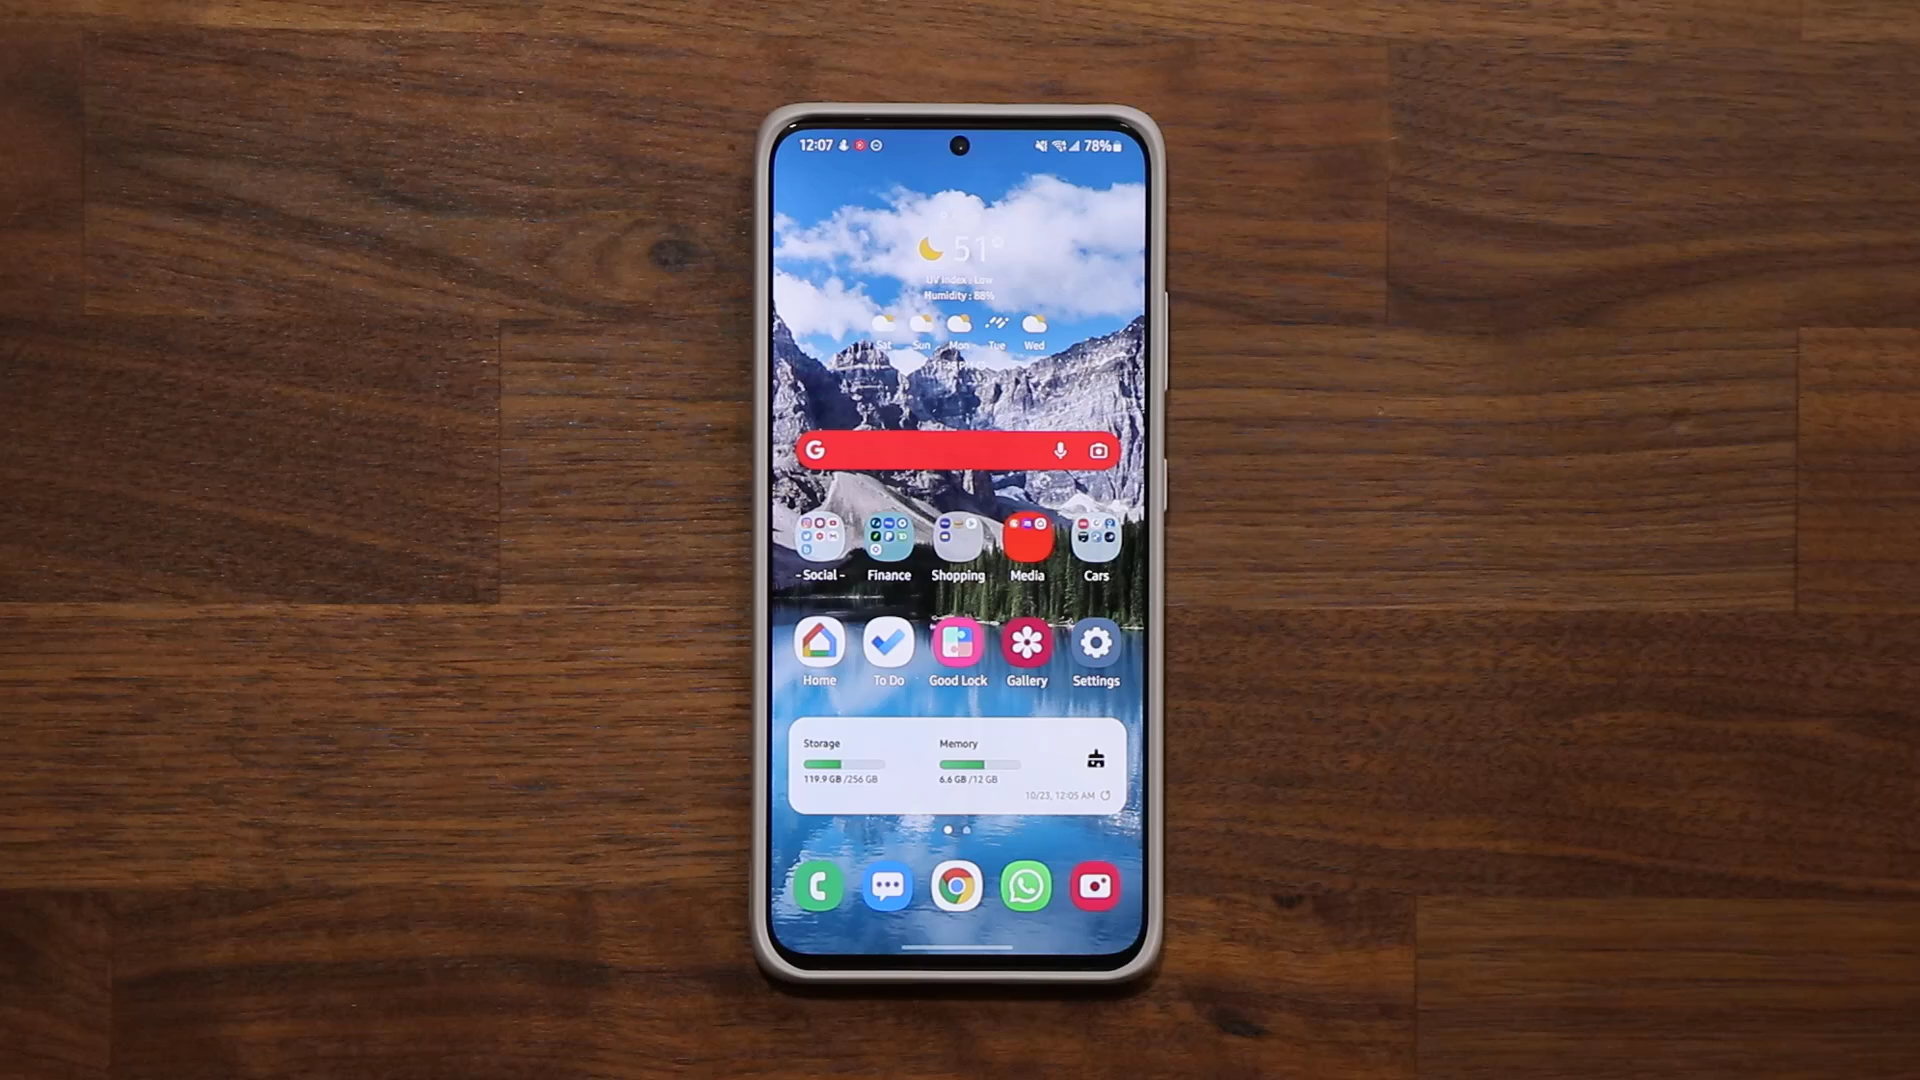 12:07 78%
51°
UV Index : Low
Humidity : 88%
Sat Sun Mon Tue Wed
G
- Social - Finance Shopping Media Cars
Home To Do Good Lock Gallery Settings
Storage Memory
119.9 GB /256 GB 6.6 GB /12 GB
10/23, 12:05 AM